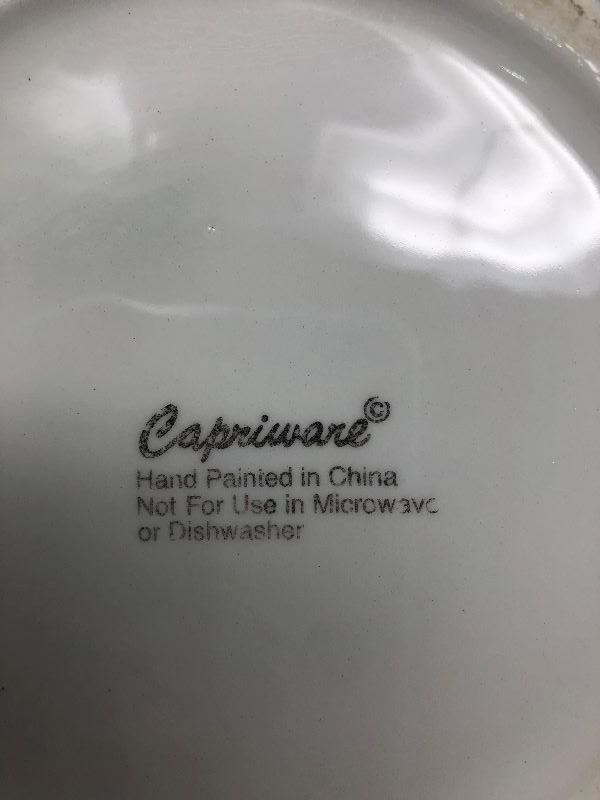 Capriware©
Hand Painted in China
Not For Use in Microwave
or Dishwasher